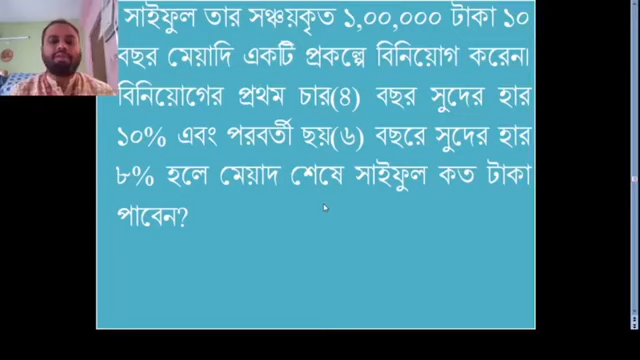 সাইফুল তার সঞ্চয়কৃত ১,০০,০০০ টাকা ১০
বছর মেয়াদি একটি প্রকল্পে বিনিয়োগ করেন।
বিনিয়োগের প্রথম চার(৪) বছর সুদের হার
১০% এবং পরবর্তী ছয়(৬) বছরে সুদের হার
৮% হলে মেয়াদ শেষে সাইফুল কত টাকা
পাবেন?